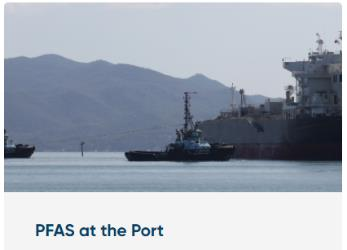 PFAS at the Port